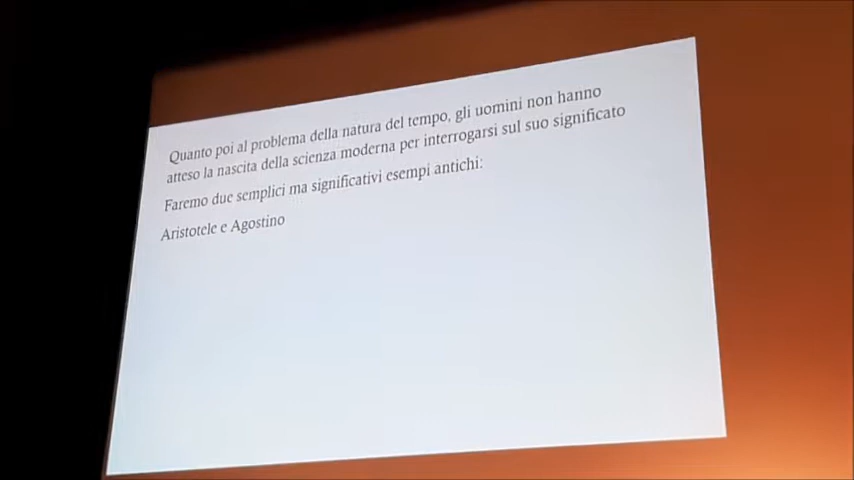 Quanto poi al problema della natura del tempo, gli uomini non hanno
atteso la nascita della scienza moderna per interrogarsi sul suo significato
Faremo due semplici ma significativi esempi antichi:
Aristotele e Agostino